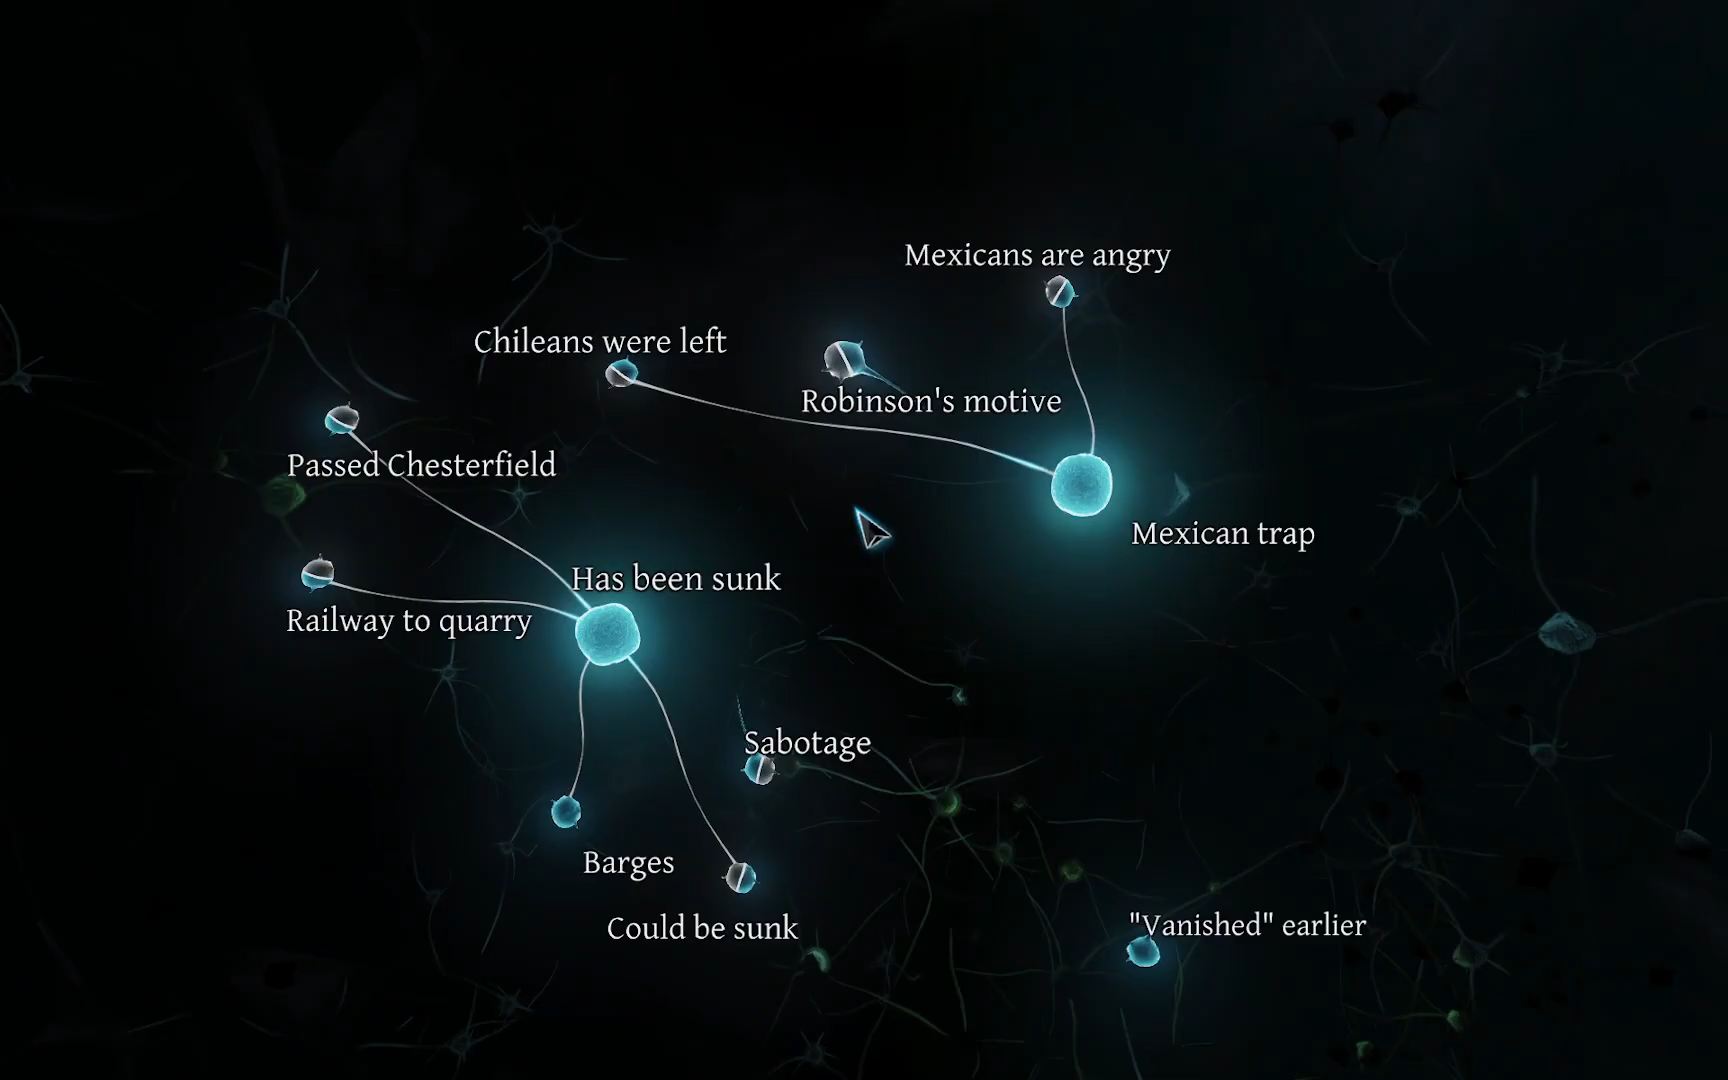 Mexicans are angry
Chileans were left
Robinson's motive
Passed Chesterfield
Mexican trap
Has been sunk
Railway to quarry
Sabotage
Barges
Could be sunk
"Vanished" earlier